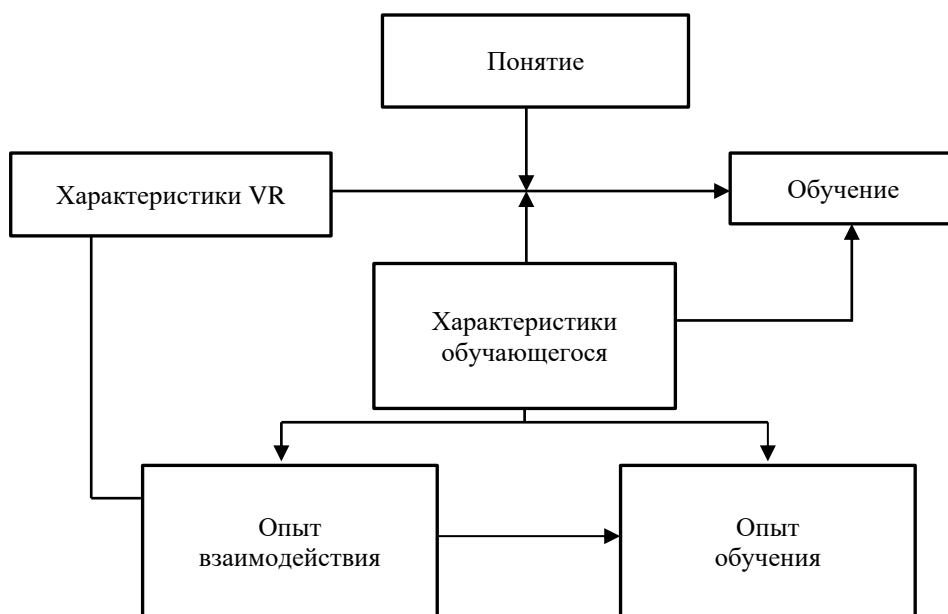 Понятие
Характеристики VR
Обучение
Характеристики
обучающегося
Опыт
взаимодействия
Опыт
обучения